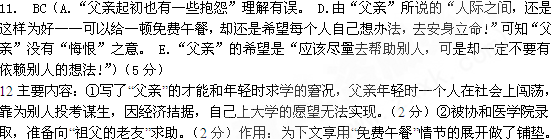 11． BC（A．“父亲起初也有一些抱怨”理解有误。 D.由“父亲”所说的“人际之间，还是
这样为好——可以给一顿免费午餐，却还是希望每个人自己想办法，去安身立命!”可知“父
亲”没有“悔恨”之意。 E．“父亲”的希望是“应该尽量去帮助别人，可是却一定不要有
依赖别人的想法!”）(5 分)
12 主要内容：①写了“父亲”的才能和年轻时求学的窘况，父亲年轻时一个人在社会上闯荡，
靠为别人投考谋生，因经济拮据，自己上大学的愿望无法实现。（2 分）②被协和医学院录
取，准备向“祖父的老友”求助。（2 分）作用：为下文享用“免费午餐”情节的展开做了铺垫